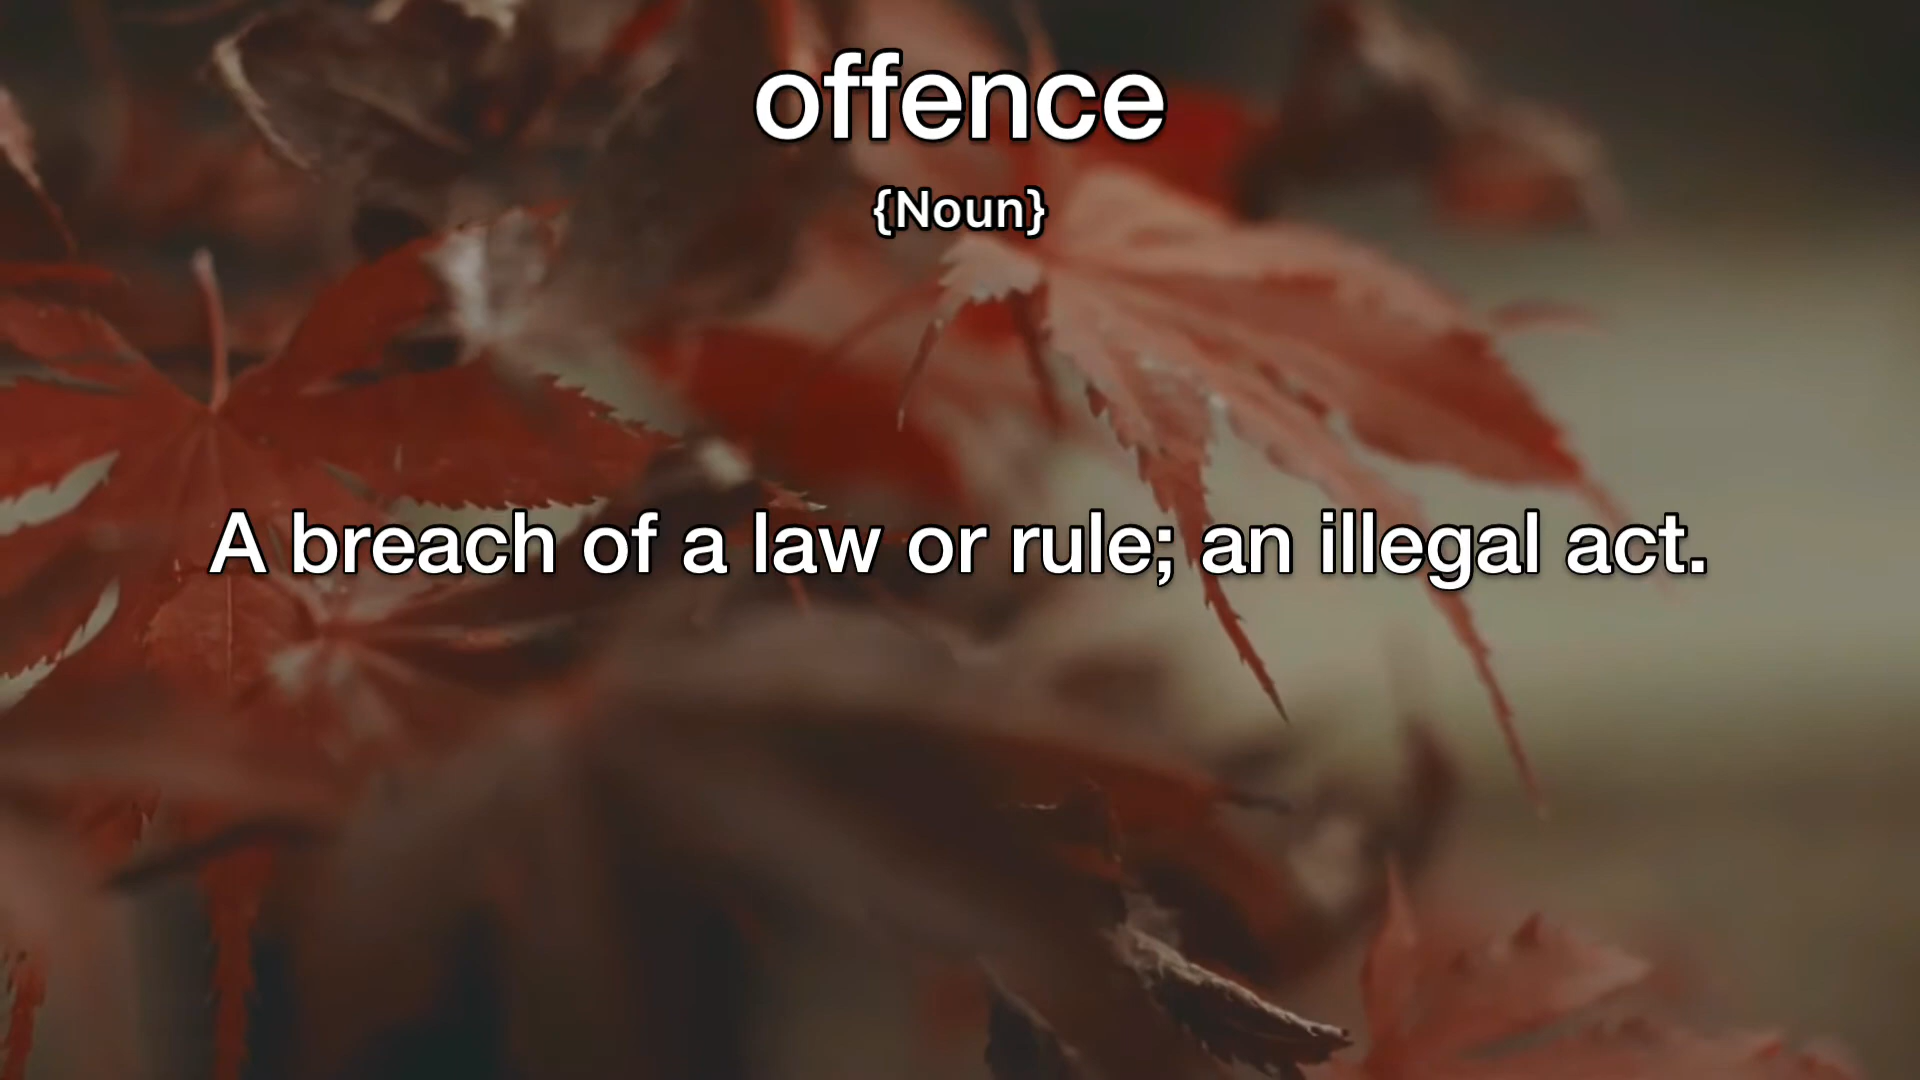 offence
{Noun}
A breach of a law or rule; an illegal act.